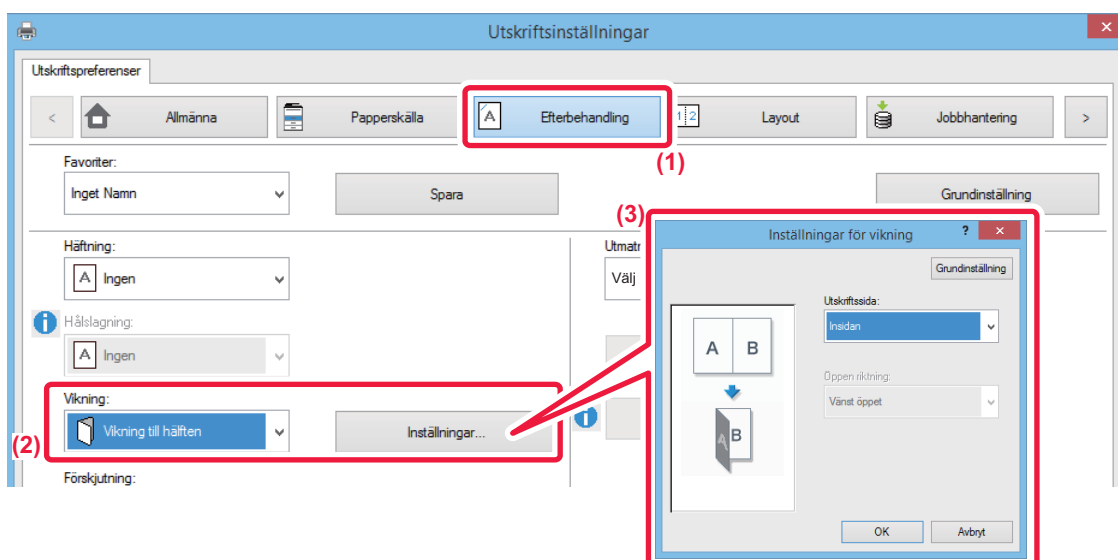 Utskriftsinställningar
Utskriftspreferenser
< Allmänna Papperskälla A Efterbehandling 1 2 Layout Jobbhantering >
(1)
Favoriter:
Inget Namn Spara Grundinställning
(3)
Häftning:
A Ingen
Hålslagning:
A Ingen
Vikning:
(2) Vikning till hälften Inställningar...
Förskjutning:
Utmatr
Välj
Inställningar för vikning ?
Grundinställning
Utskriftssida:
Insidan
Öppen riktning:
Vänst öppet
A B
A B
OK Avbryt